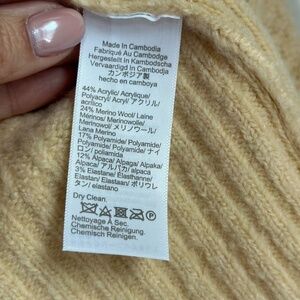 Made In Cambodia
Fabriqué Au Cambodge
Hergestellt In Kambodscha
Vervaardigd In Cambodja
カンボジア製
hecho en camboya
44% Acrylic/ Acrylique/
Polyacryl/ Acryl/ アクリル/
acrílico
24% Merino Wool/ Laine
Mérinos/ Merinowolle/
Merinowol/ メリノウール/
Lana Merino
17% Polyamide/ Polyamide/
Polyamid/ Polyamide/ ナイ
ロン/ poliamida
12% Alpaca/ Alpaga/ Alpaka/
Alpaca/ アルパカ/ alpaca
3% Elastane/ Élasthanne/
Elastan/ Elastaan/ ポリウレ
タン/ elastano
Dry Clean.
Nettoyage À Sec.
Chemische Reinigung.
Chemisch Reinigen.